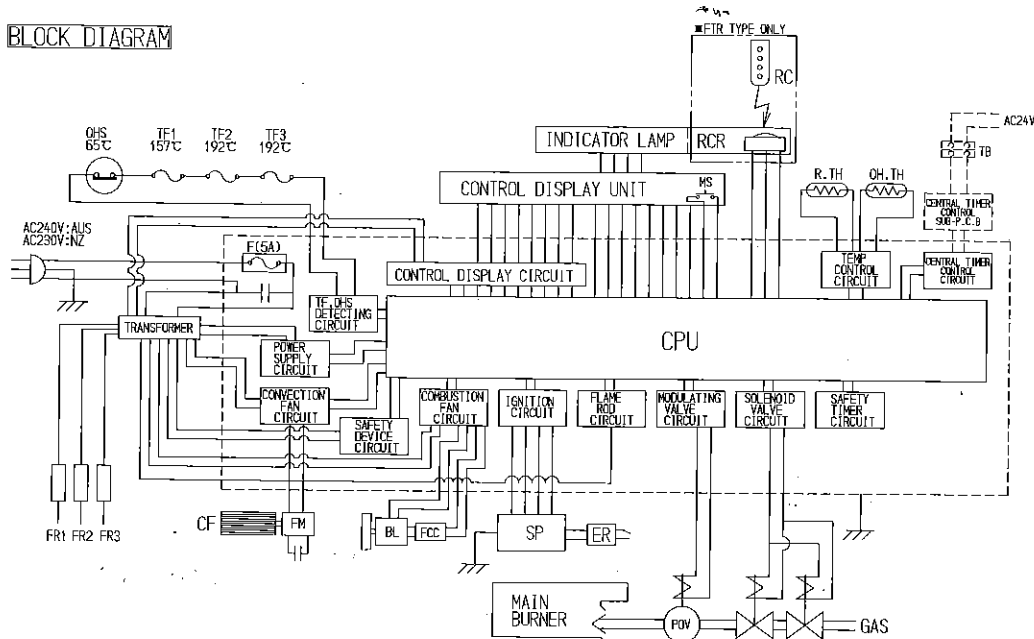 BLOCK DIAGRAM
※FTR TYPE ONLY
RC
INDICATOR LAMP
RCR
AC24V
TB
OHS
65℃
TF1
157℃
TF2
192℃
TF3
192℃
CONTROL DISPLAY UNIT
MS
R.TH
OH.TH
CENTRAL TIMER
CONTROL
SUB-P.C.B
AC240V:AUS
AC230V:NZ
F(5A)
CONTROL DISPLAY CIRCUIT
TEMP
CONTROL
CIRCUIT
CENTRAL TIMER
CONTROL
CIRCUIT
TF.OHS
DETECTING
CIRCUIT
TRANSFORMER
CPU
POWER
SUPPLY
CIRCUIT
CONVECTION
FAN
CIRCUIT
SAFETY
DEVICE
CIRCUIT
COMBUSTION
FAN
CIRCUIT
IGNITION
CIRCUIT
FLAME
ROD
CIRCUIT
MODULATING
VALVE
CIRCUIT
SOLENOID
VALVE
CIRCUIT
SAFETY
TIMER
CIRCUIT
FR1 FR2 FR3
CF
FM
BL
FCC
SP
ER
MAIN
BURNER
POV
GAS